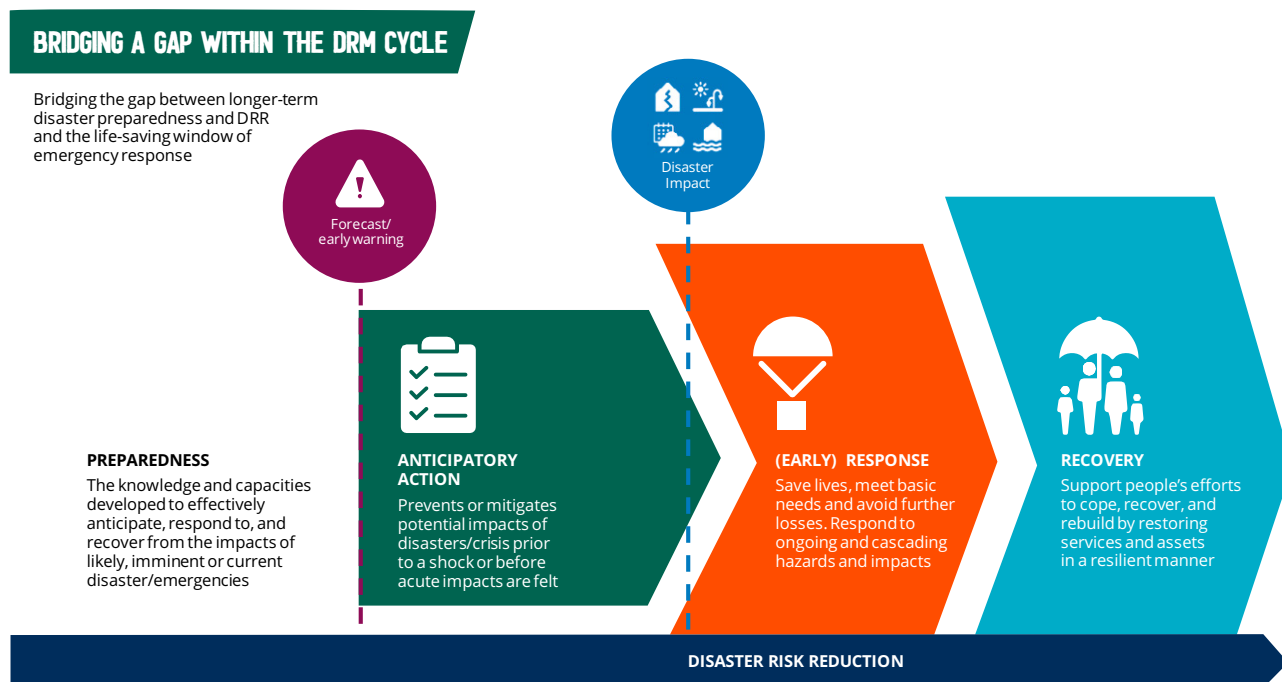 BRIDGING A GAP WITHIN THE DRM CYCLE
Bridging the gap between longer-term
disaster preparedness and DRR
and the life-saving window of
emergency response
Forecast/
early warning
Disaster
Impact
PREPAREDNESS
The knowledge and capacities
developed to effectively
anticipate, respond to, and
recover from the impacts of
likely, imminent or current
disaster/emergencies
ANTICIPATORY
ACTION
Prevents or mitigates
potential impacts of
disasters/crisis prior
to a shock or before
acute impacts are felt
(EARLY) RESPONSE
Save lives, meet basic
needs and avoid further
losses. Respond to
ongoing and cascading
hazards and impacts
RECOVERY
Support people's efforts
to cope, recover, and
rebuild by restoring
services and assets
in a resilient manner
DISASTER RISK REDUCTION